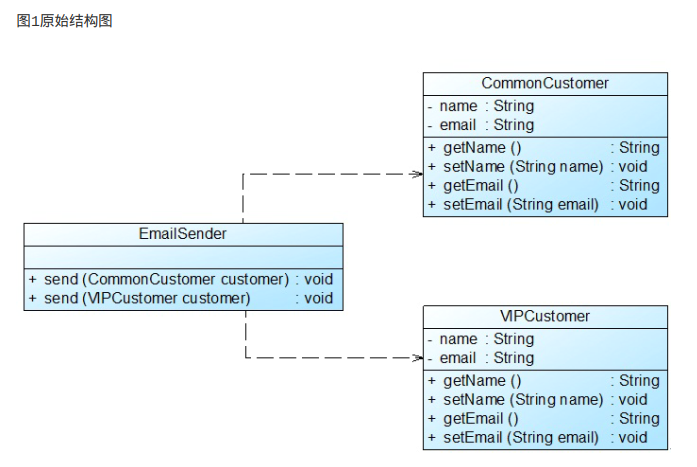 图1原始结构图
CommonCustomer
- name : String
- email : String
+ getName () : String
+ setName (String name) : void
+ getEmail () : String
+ setEmail (String email) : void
EmailSender
+ send (CommonCustomer customer) : void
+ send (VIPCustomer customer) : void
VIPCustomer
- name : String
- email : String
+ getName () : String
+ setName (String name) : void
+ getEmail () : String
+ setEmail (String email) : void